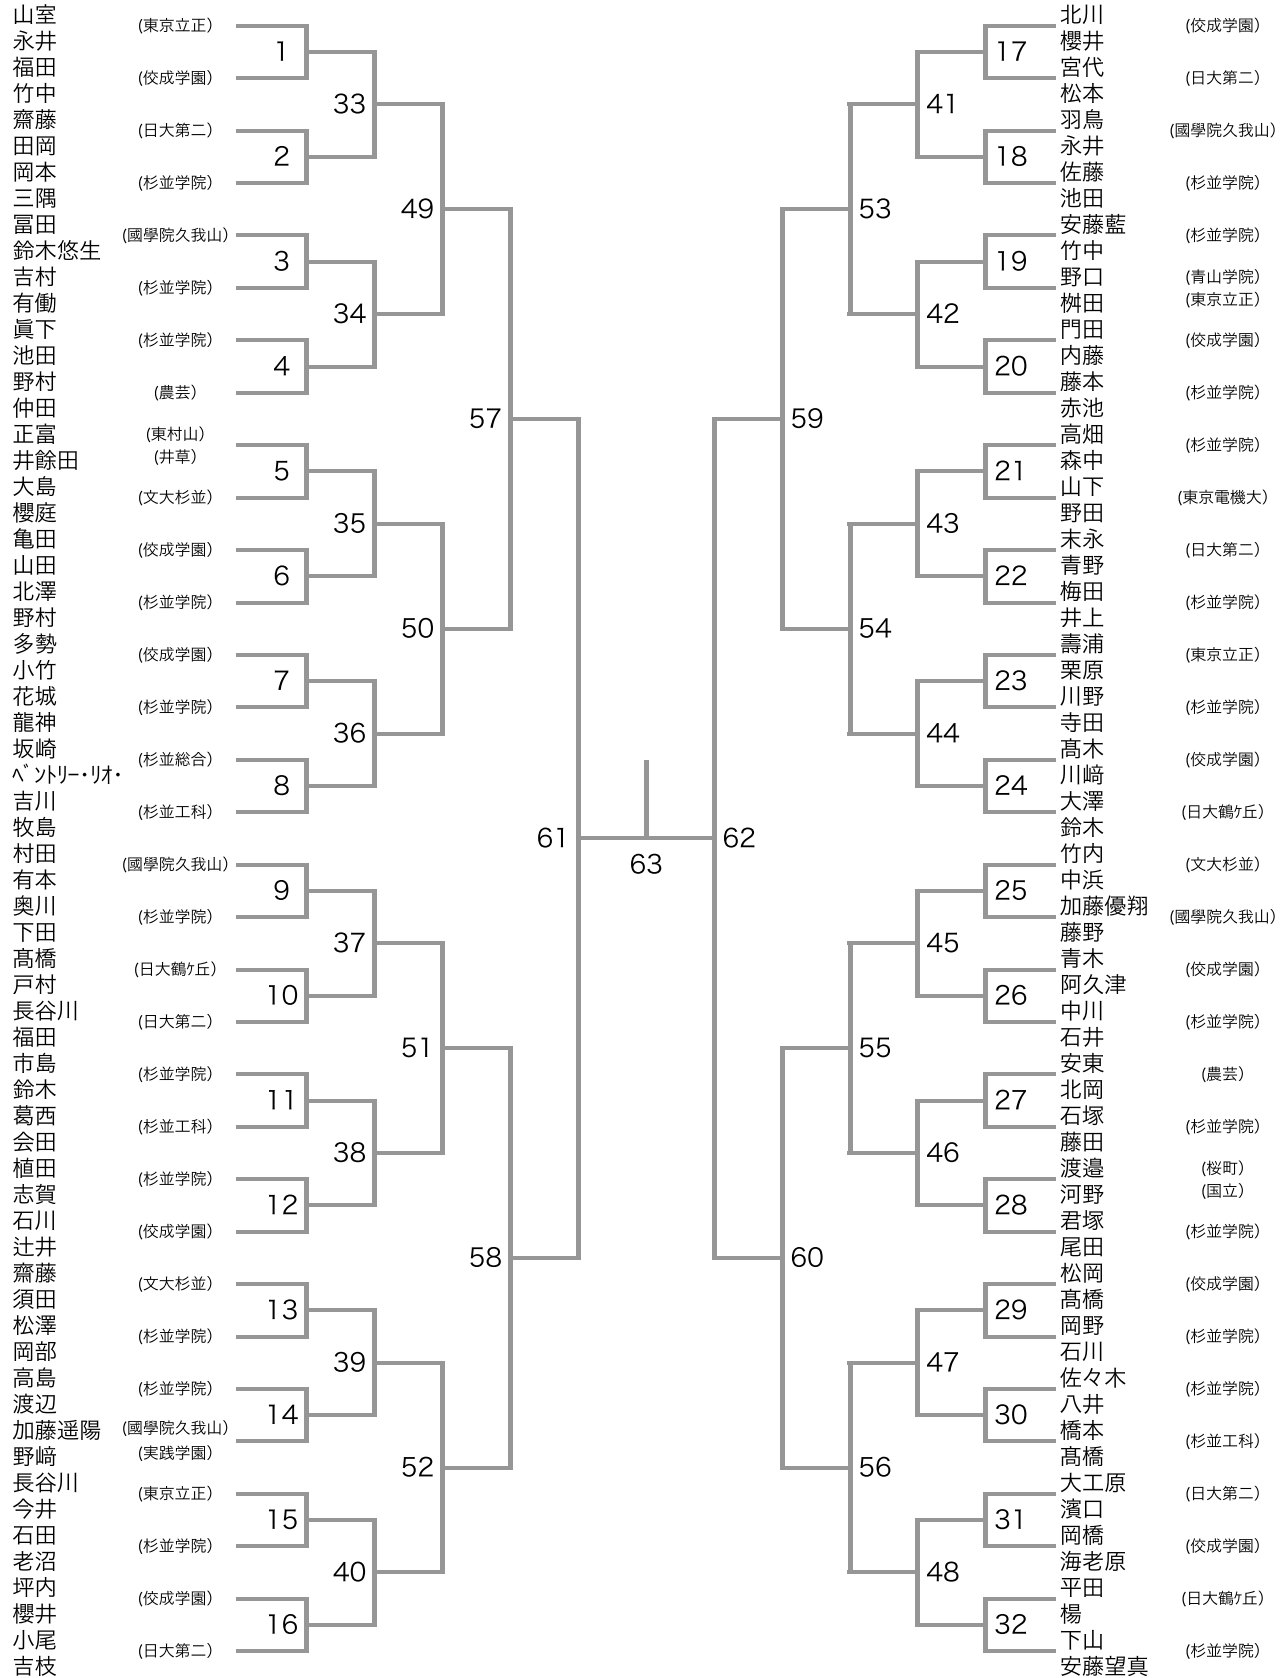 山室
永井 (東京立正)
福田
竹中 (佼成学園)
1
齋藤
田岡 (日大第二)
岡本
三隅 (杉並学院)
2
33
冨田
鈴木悠生 (國學院久我山)
吉村
有働 (杉並学院)
3
眞下
池田 (杉並学院)
野村
仲田 (農芸)
4
34
49
正富 (東村山)
井餘田 (井草)
大島
櫻庭 (文大杉並)
5
亀田
山田 (佼成学園)
北澤
野村 (杉並学院)
6
35
多勢
小竹 (佼成学園)
花城
龍神 (杉並学院)
7
坂崎
ベントリー・リオ・ (杉並総合)
吉川
牧島 (杉並工科)
8
36
50
57
村田
有本 (國學院久我山)
奥川
下田 (杉並学院)
9
髙橋
戸村 (日大鶴ケ丘)
長谷川
福田 (日大第二)
10
37
市島
鈴木 (杉並学院)
葛西
会田 (杉並工科)
11
植田
志賀 (杉並学院)
石川
辻井 (佼成学園)
12
38
51
齋藤
須田 (文大杉並)
松澤
岡部 (杉並学院)
13
高島
渡辺 (杉並学院)
加藤遥陽 (國學院久我山)
野﨑 (実践学園)
14
39
長谷川
今井 (東京立正)
石田
老沼 (杉並学院)
15
坪内
櫻井 (佼成学園)
小尾
吉枝 (日大第二)
16
40
52
58
61
63
62
北川
櫻井 (佼成学園)
宮代
松本 (日大第二)
17
羽鳥
永井 (國學院久我山)
佐藤
池田 (杉並学院)
18
41
安藤藍
竹中 (杉並学院)
野口 (青山学院)
桝田 (東京立正)
19
門田
内藤 (佼成学園)
藤本
赤池 (杉並学院)
20
42
53
高畑
森中 (杉並学院)
山下
野田 (東京電機大)
21
末永
青野 (日大第二)
梅田
井上 (杉並学院)
22
43
壽浦
栗原 (東京立正)
川野
寺田 (杉並学院)
23
髙木
川﨑 (佼成学園)
大澤
鈴木 (日大鶴ケ丘)
24
44
54
59
竹内
中浜 (文大杉並)
加藤優翔
藤野 (國學院久我山)
25
青木
阿久津 (佼成学園)
中川
石井 (杉並学院)
26
45
安東
北岡 (農芸)
石塚
藤田 (杉並学院)
27
渡邉 (桜町)
河野 (国立)
君塚
尾田 (杉並学院)
28
46
55
松岡
髙橋 (佼成学園)
岡野
石川 (杉並学院)
29
佐々木
八井 (杉並学院)
橋本
髙橋 (杉並工科)
30
47
大工原
濱口 (日大第二)
岡橋
海老原 (佼成学園)
31
平田
楊 (日大鶴ケ丘)
下山
安藤望真 (杉並学院)
32
48
56
60